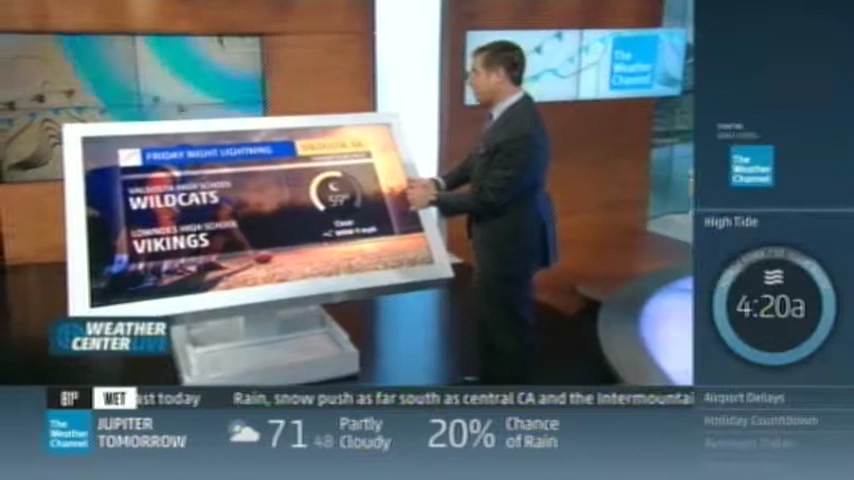 The
Weather
Channel
FRIDAY NIGHT LIGHTNING
VALDOSTA HIGH SCHOOL
WILDCATS
LOWNDES HIGH SCHOOL
VIKINGS
59°
Clear
The
Weather
Channel
High Tide
4:20a
WEATHER
CENTER LIVE
61° WET ast today Rain, snow push as far south as central CA and the Intermountai
Airport Delays
Holiday Countdown
The
Weather
Channel
JUPITER
TOMORROW
71 48
Partly
Cloudy
20%
Chance
of Rain